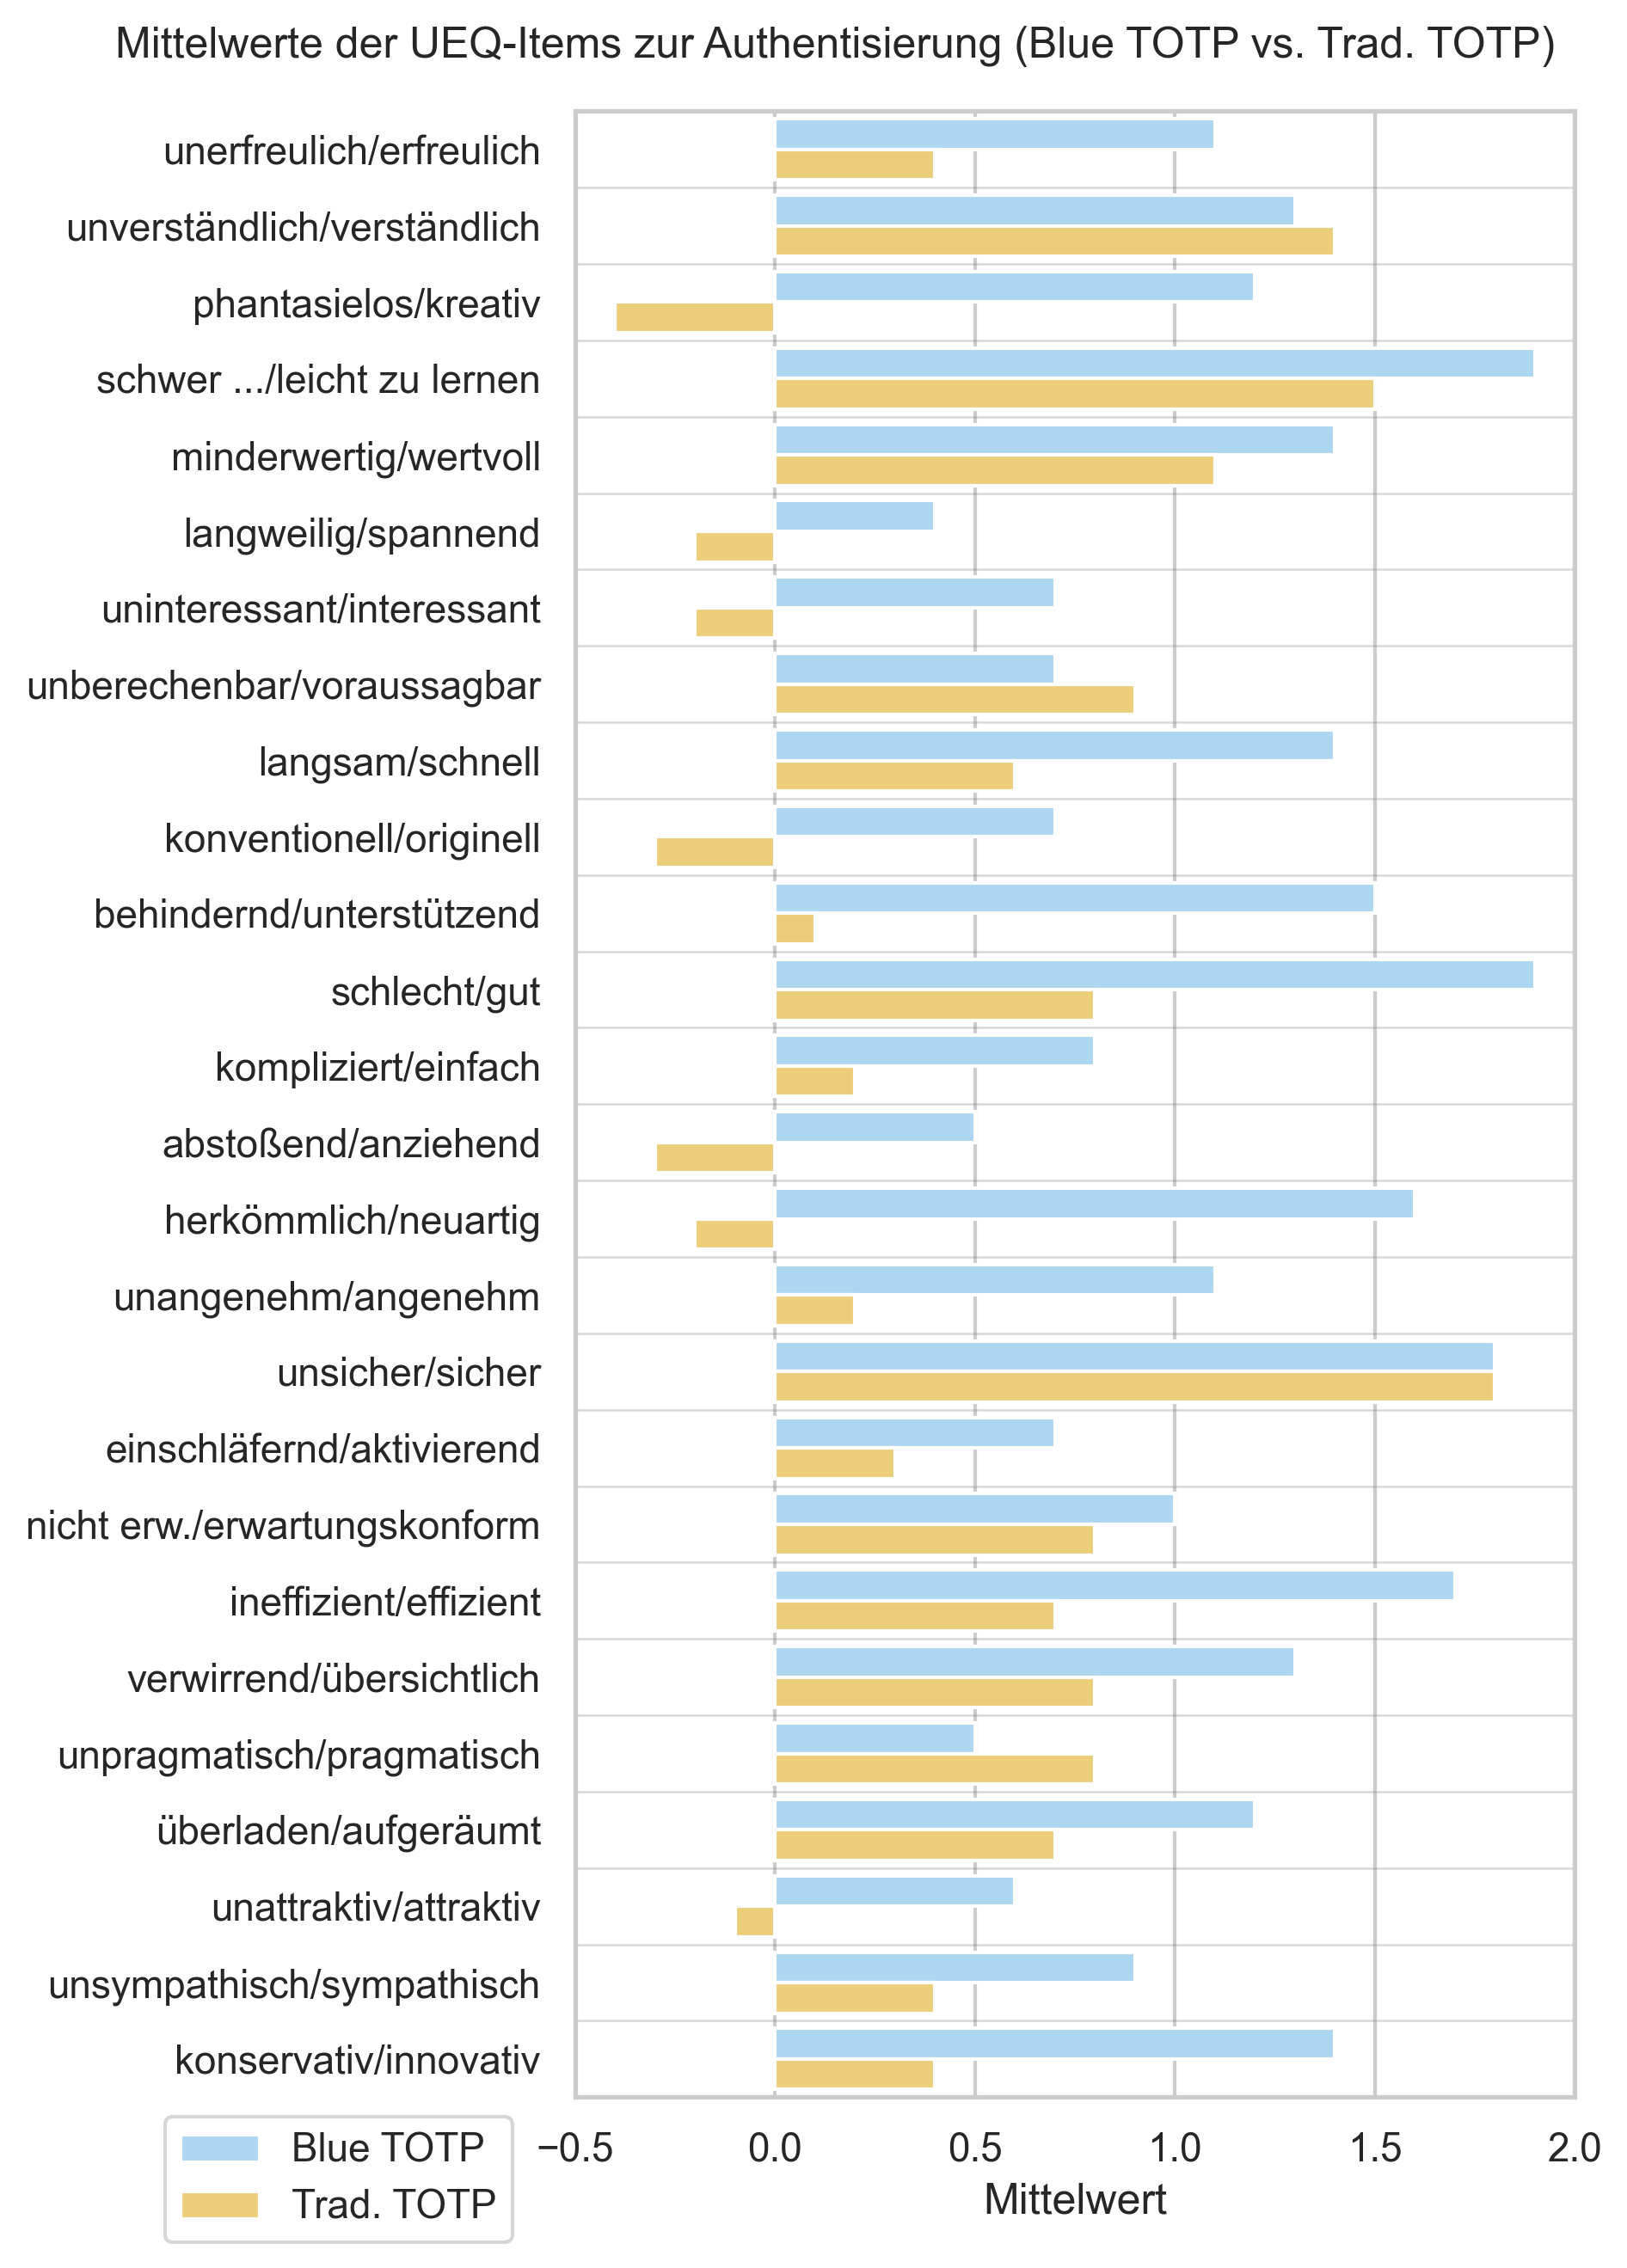 Mittelwerte der UEQ-Items zur Authentisierung (Blue TOTP vs. Trad. TOTP)
unerfreulich/erfreulich
unverständlich/verständlich
phantasielos/kreativ
schwer .../leicht zu lernen
minderwertig/wertvoll
langweilig/spannend
uninteressant/interessant
unberechenbar/voraussagbar
langsam/schnell
konventionell/originell
behindernd/unterstützend
schlecht/gut
kompliziert/einfach
abstoßend/anziehend
herkömmlich/neuartig
unangenehm/angenehm
unsicher/sicher
einschläfernd/aktivierend
nicht erw./erwartungskonform
ineffizient/effizient
verwirrend/übersichtlich
unpragmatisch/pragmatisch
überladen/aufgeräumt
unattraktiv/attraktiv
unsympathisch/sympathisch
konservativ/innovativ
−0.5 0.0 0.5 1.0 1.5 2.0
Mittelwert
Blue TOTP
Trad. TOTP